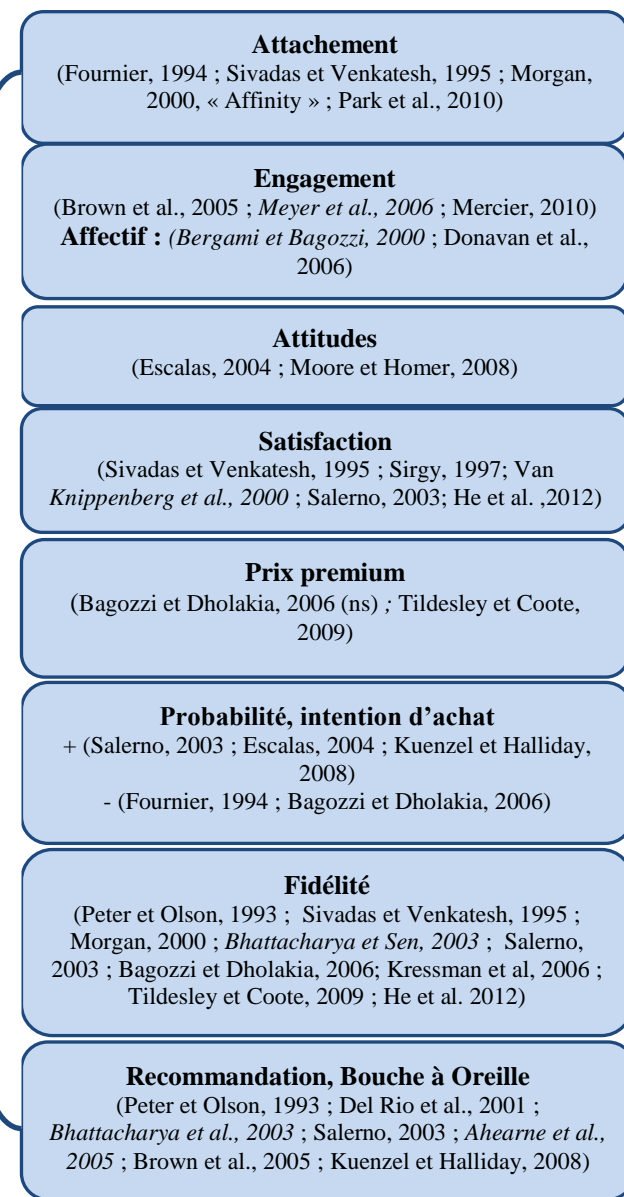 Attachement
(Fournier, 1994 ; Sivadas et Venkatesh, 1995 ; Morgan,
2000, « Affinity » ; Park et al., 2010)
Engagement
(Brown et al., 2005 ; Meyer et al., 2006 ; Mercier, 2010)
Affectif : (Bergami et Bagozzi, 2000 ; Donavan et al.,
2006)
Attitudes
(Escalas, 2004 ; Moore et Homer, 2008)
Satisfaction
(Sivadas et Venkatesh, 1995 ; Sirgy, 1997; Van
Knippenberg et al., 2000 ; Salerno, 2003; He et al. ,2012)
Prix premium
(Bagozzi et Dholakia, 2006 (ns) ; Tildesley et Coote,
2009)
Probabilité, intention d’achat
+ (Salerno, 2003 ; Escalas, 2004 ; Kuenzel et Halliday,
2008)
- (Fournier, 1994 ; Bagozzi et Dholakia, 2006)
Fidélité
(Peter et Olson, 1993 ; Sivadas et Venkatesh, 1995 ;
Morgan, 2000 ; Bhattacharya et Sen, 2003 ; Salerno,
2003 ; Bagozzi et Dholakia, 2006; Kressman et al, 2006 ;
Tildesley et Coote, 2009 ; He et al. 2012)
Recommandation, Bouche à Oreille
(Peter et Olson, 1993 ; Del Rio et al., 2001 ;
Bhattacharya et al., 2003 ; Salerno, 2003 ; Ahearne et al.,
2005 ; Brown et al., 2005 ; Kuenzel et Halliday, 2008)